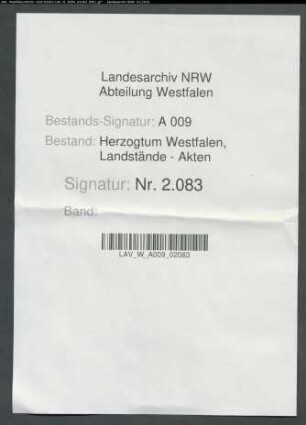 Landesarchiv NRW
Abteilung Westfalen
Bestands-Signatur: A 009
Bestand: Herzogtum Westfalen,
Landstände - Akten
Signatur: Nr. 2.083
Band:
LAV_W_A009_02083